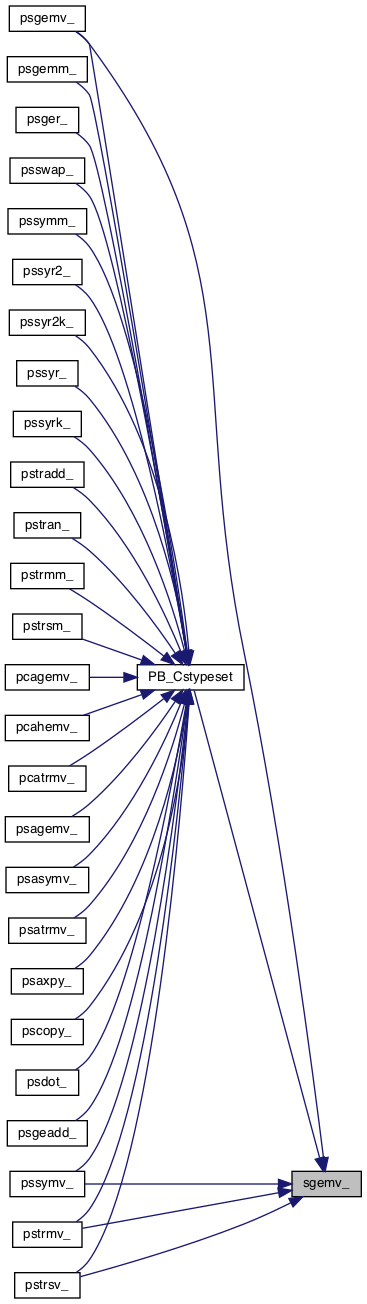 psgemv_
psgemm_
psger_
psswap_
pssymm_
pssyr2_
pssyr2k_
pssyr_
pssyrk_
pstradd_
pstran_
pstrmm_
pstrsm_
PB_Cstypeset
pcagemv_
pcahemv_
pcatrmv_
psagemv_
psasymv_
psatrmv_
psaxpy_
pscopy_
psdot_
psgeadd_
pssymv_
sgemv_
pstrmv_
pstrsv_